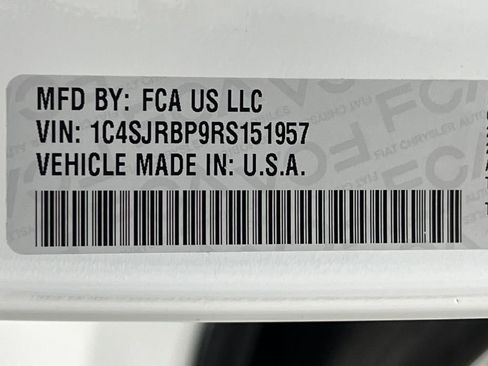 MFD BY: FCA US LLC
VIN: 1C4SJRBP9RS151957
VEHICLE MADE IN: U.S.A.